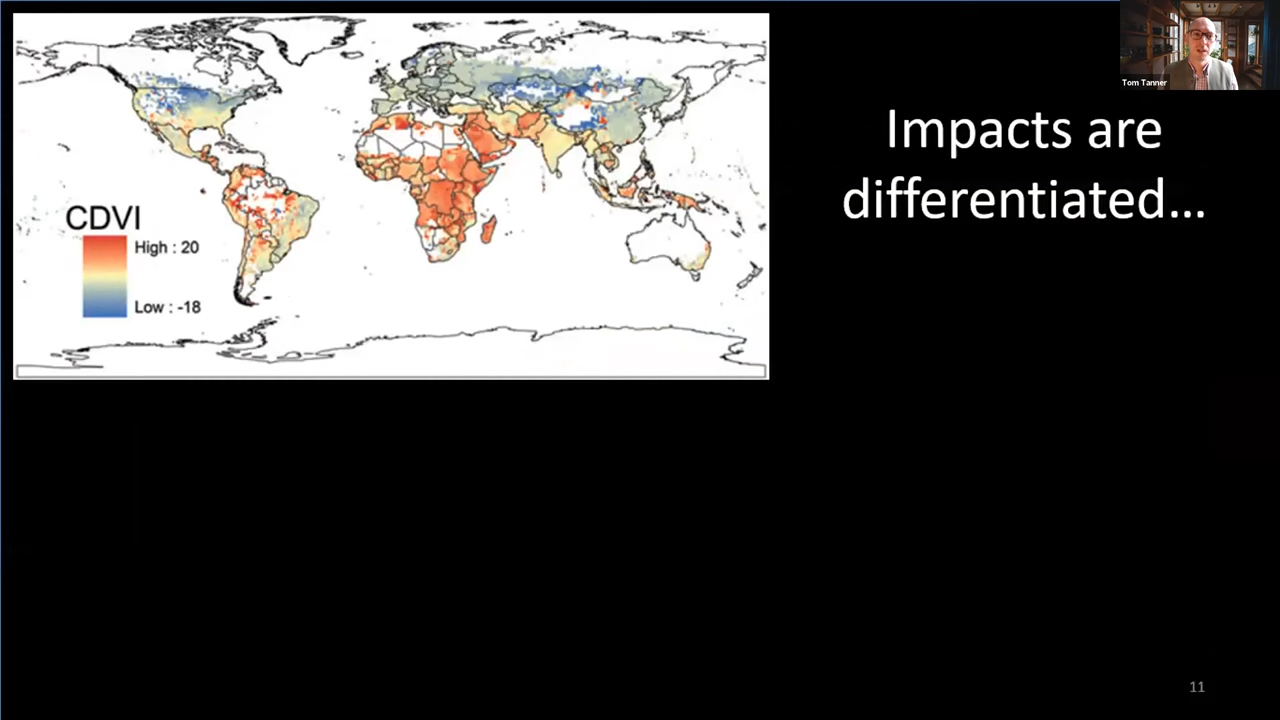 Tom Tanner
Impacts are
differentiated...
CDVI
High : 20
Low : -18
11